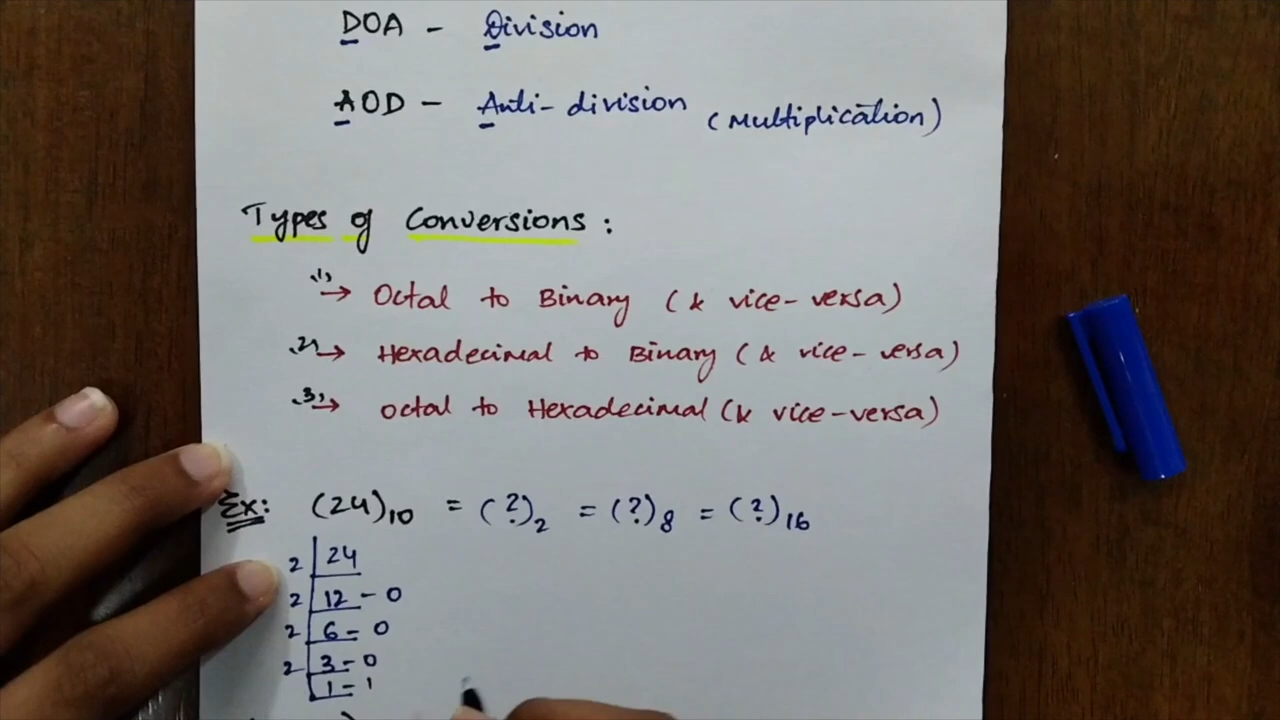 DOA - Division
AOD - Anti-division (Multiplication)
Types of Conversions :
1) → Octal to Binary (& vice-versa)
2) → Hexadecimal to Binary (& vice-versa)
3) → Octal to Hexadecimal (& vice-versa)
Ex: (24)10 = (?)2 = (?)8 = (?)16
2 | 24
2 | 12 - 0
2 | 6 - 0
2 | 3 - 0
1 - 1